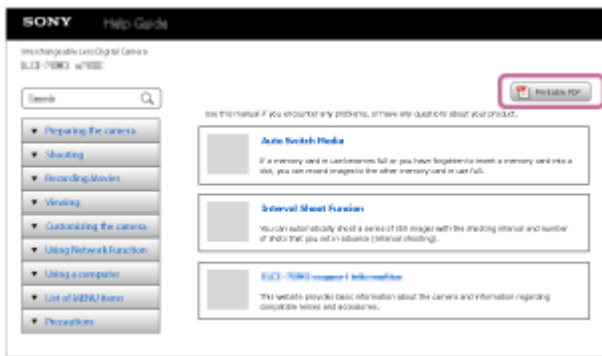 SONY Help Guide
Interchangeable Lens Digital Camera
Search
Printable PDF
Use this manual if you encounter any problems, or have any questions about your product.
Preparing the camera
Shooting
Recording Movies
Viewing
Customizing the camera
Using Network Function
Using a computer
List of MENU items
Precautions
Auto Switch Media
If a memory card in use becomes full or you have forgotten to insert a memory card into a
slot, you can record images to the other memory card in use full.
Interval Shoot Funsion
You can automatically shoot a series of still images with the shooting interval and number
of shots that you set in advance (Interval shooting).
support information
This website provides basic information about the camera and information regarding
compatible lenses and accessories.